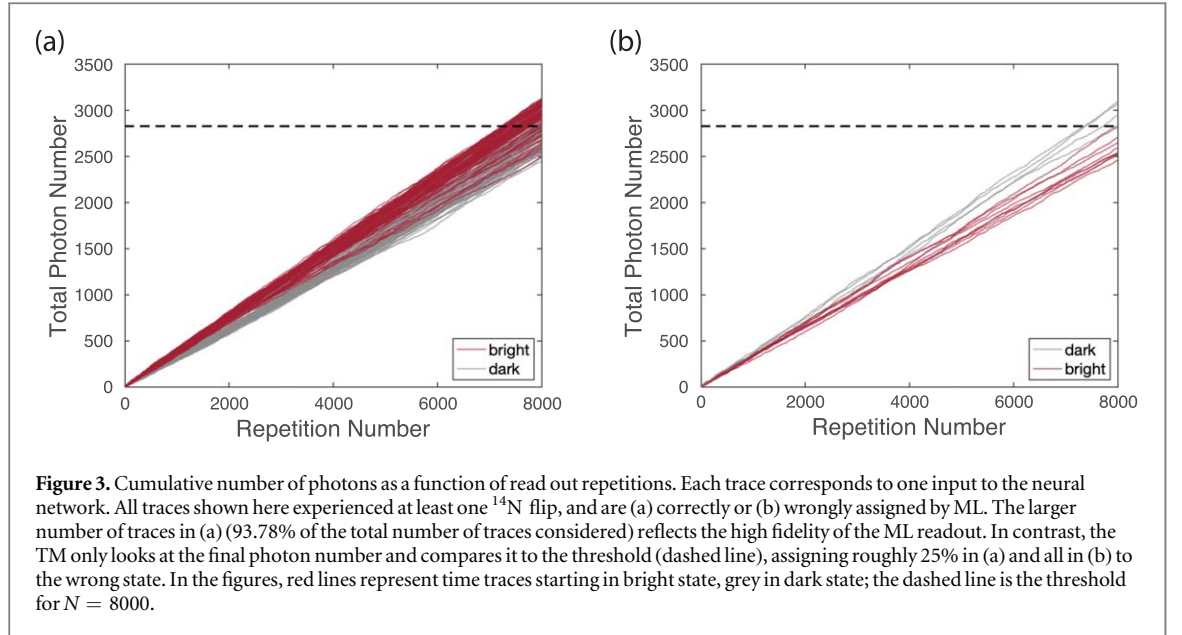 (a)
3500
3000
2500
2000
1500
1000
500
0
Total Photon Number
bright
dark
0 2000 4000 6000 8000
Repetition Number
(b)
3500
3000
2500
2000
1500
1000
500
0
Total Photon Number
dark
bright
0 2000 4000 6000 8000
Repetition Number
Figure 3. Cumulative number of photons as a function of read out repetitions. Each trace corresponds to one input to the neural
network. All traces shown here experienced at least one ¹⁴N flip, and are (a) correctly or (b) wrongly assigned by ML. The larger
number of traces in (a) (93.78% of the total number of traces considered) reflects the high fidelity of the ML readout. In contrast, the
TM only looks at the final photon number and compares it to the threshold (dashed line), assigning roughly 25% in (a) and all in (b) to
the wrong state. In the figures, red lines represent time traces starting in bright state, grey in dark state; the dashed line is the threshold
for N = 8000.